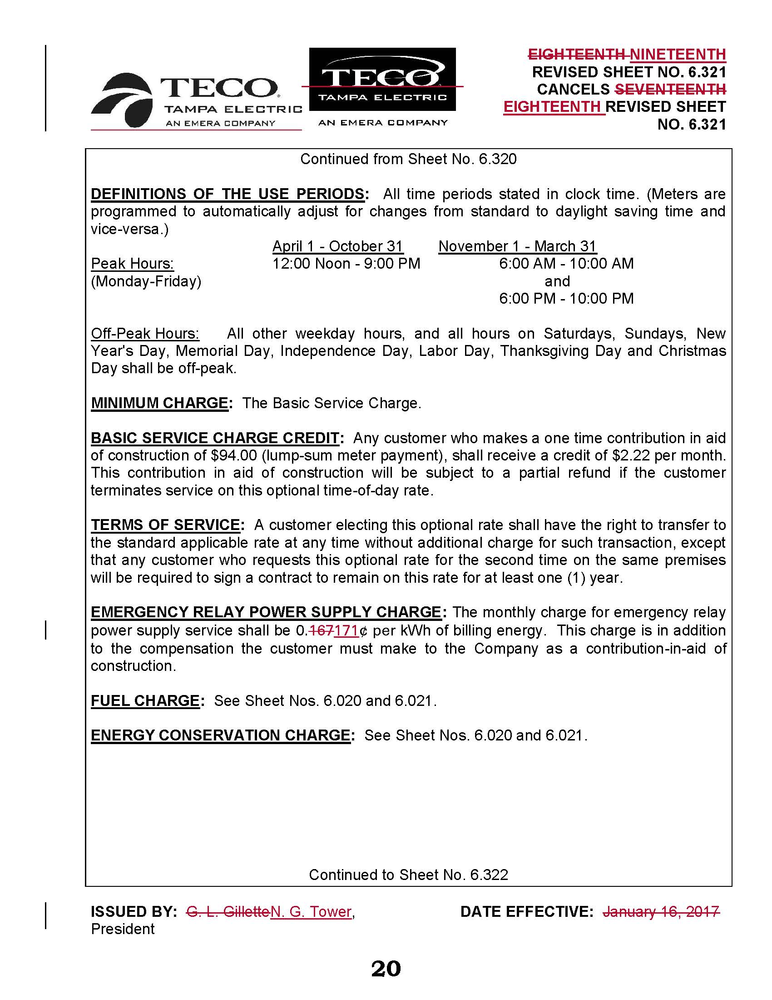 EIGHTEENTH NINETEENTH
REVISED SHEET NO. 6.321
CANCELS SEVENTEENTH
EIGHTEENTH REVISED SHEET
NO. 6.321
TECO®
TAMPA ELECTRIC
AN EMERA COMPANY
TECO®
TAMPA ELECTRIC
AN EMERA COMPANY
Continued from Sheet No. 6.320
DEFINITIONS OF THE USE PERIODS: All time periods stated in clock time. (Meters are
programmed to automatically adjust for changes from standard to daylight saving time and
vice-versa.)
April 1 - October 31 November 1 - March 31
Peak Hours: 12:00 Noon - 9:00 PM 6:00 AM - 10:00 AM
(Monday-Friday) and
6:00 PM - 10:00 PM
Off-Peak Hours: All other weekday hours, and all hours on Saturdays, Sundays, New
Year's Day, Memorial Day, Independence Day, Labor Day, Thanksgiving Day and Christmas
Day shall be off-peak.
MINIMUM CHARGE: The Basic Service Charge.
BASIC SERVICE CHARGE CREDIT: Any customer who makes a one time contribution in aid
of construction of $94.00 (lump-sum meter payment), shall receive a credit of $2.22 per month.
This contribution in aid of construction will be subject to a partial refund if the customer
terminates service on this optional time-of-day rate.
TERMS OF SERVICE: A customer electing this optional rate shall have the right to transfer to
the standard applicable rate at any time without additional charge for such transaction, except
that any customer who requests this optional rate for the second time on the same premises
will be required to sign a contract to remain on this rate for at least one (1) year.
EMERGENCY RELAY POWER SUPPLY CHARGE: The monthly charge for emergency relay
power supply service shall be 0.167171¢ per kWh of billing energy. This charge is in addition
to the compensation the customer must make to the Company as a contribution-in-aid of
construction.
FUEL CHARGE: See Sheet Nos. 6.020 and 6.021.
ENERGY CONSERVATION CHARGE: See Sheet Nos. 6.020 and 6.021.
Continued to Sheet No. 6.322
ISSUED BY: G. L. GilletteN. G. Tower, DATE EFFECTIVE: January 16, 2017
President
20